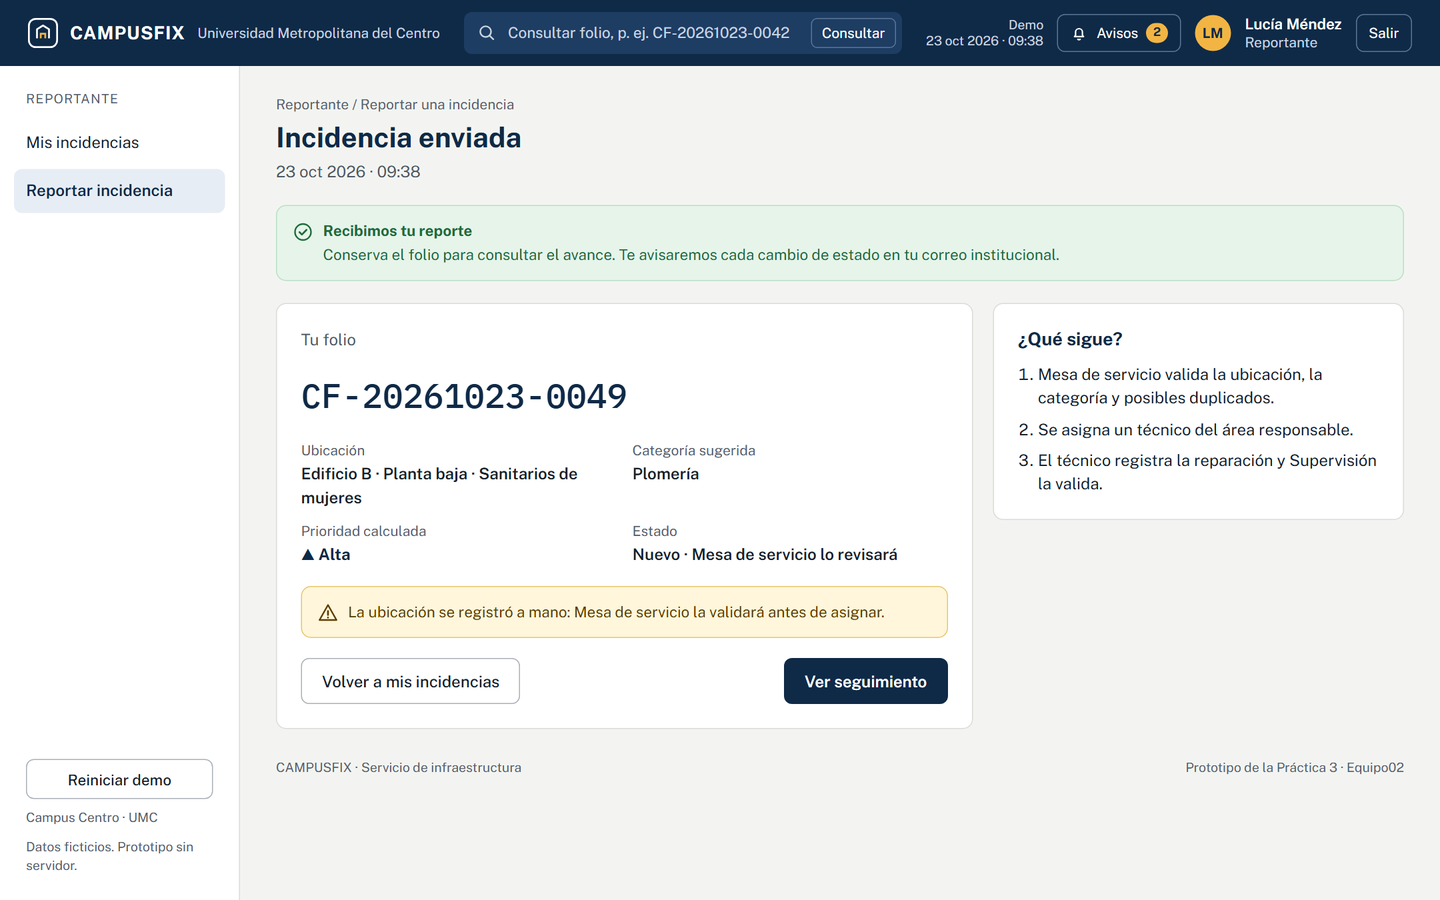 CAMPUSFIX
Universidad Metropolitana del Centro
Consultar folio, p. ej. CF-20261023-0042
Consultar
Demo
23 oct 2026 · 09:38
Avisos 2
LM
Lucía Méndez
Reportante
Salir
REPORTANTE
Mis incidencias
Reportar incidencia
Reiniciar demo
Campus Centro · UMC
Datos ficticios. Prototipo sin
servidor.
Reportante / Reportar una incidencia
Incidencia enviada
23 oct 2026 · 09:38
Recibimos tu reporte
Conserva el folio para consultar el avance. Te avisaremos cada cambio de estado en tu correo institucional.
Tu folio
CF-20261023-0049
Ubicación
Edificio B · Planta baja · Sanitarios de
mujeres
Categoría sugerida
Plomería
Prioridad calculada
▲ Alta
Estado
Nuevo · Mesa de servicio lo revisará
La ubicación se registró a mano: Mesa de servicio la validará antes de asignar.
Volver a mis incidencias
Ver seguimiento
¿Qué sigue?
1. Mesa de servicio valida la ubicación, la
categoría y posibles duplicados.
2. Se asigna un técnico del área responsable.
3. El técnico registra la reparación y Supervisión
la valida.
CAMPUSFIX · Servicio de infraestructura
Prototipo de la Práctica 3 · Equipo02